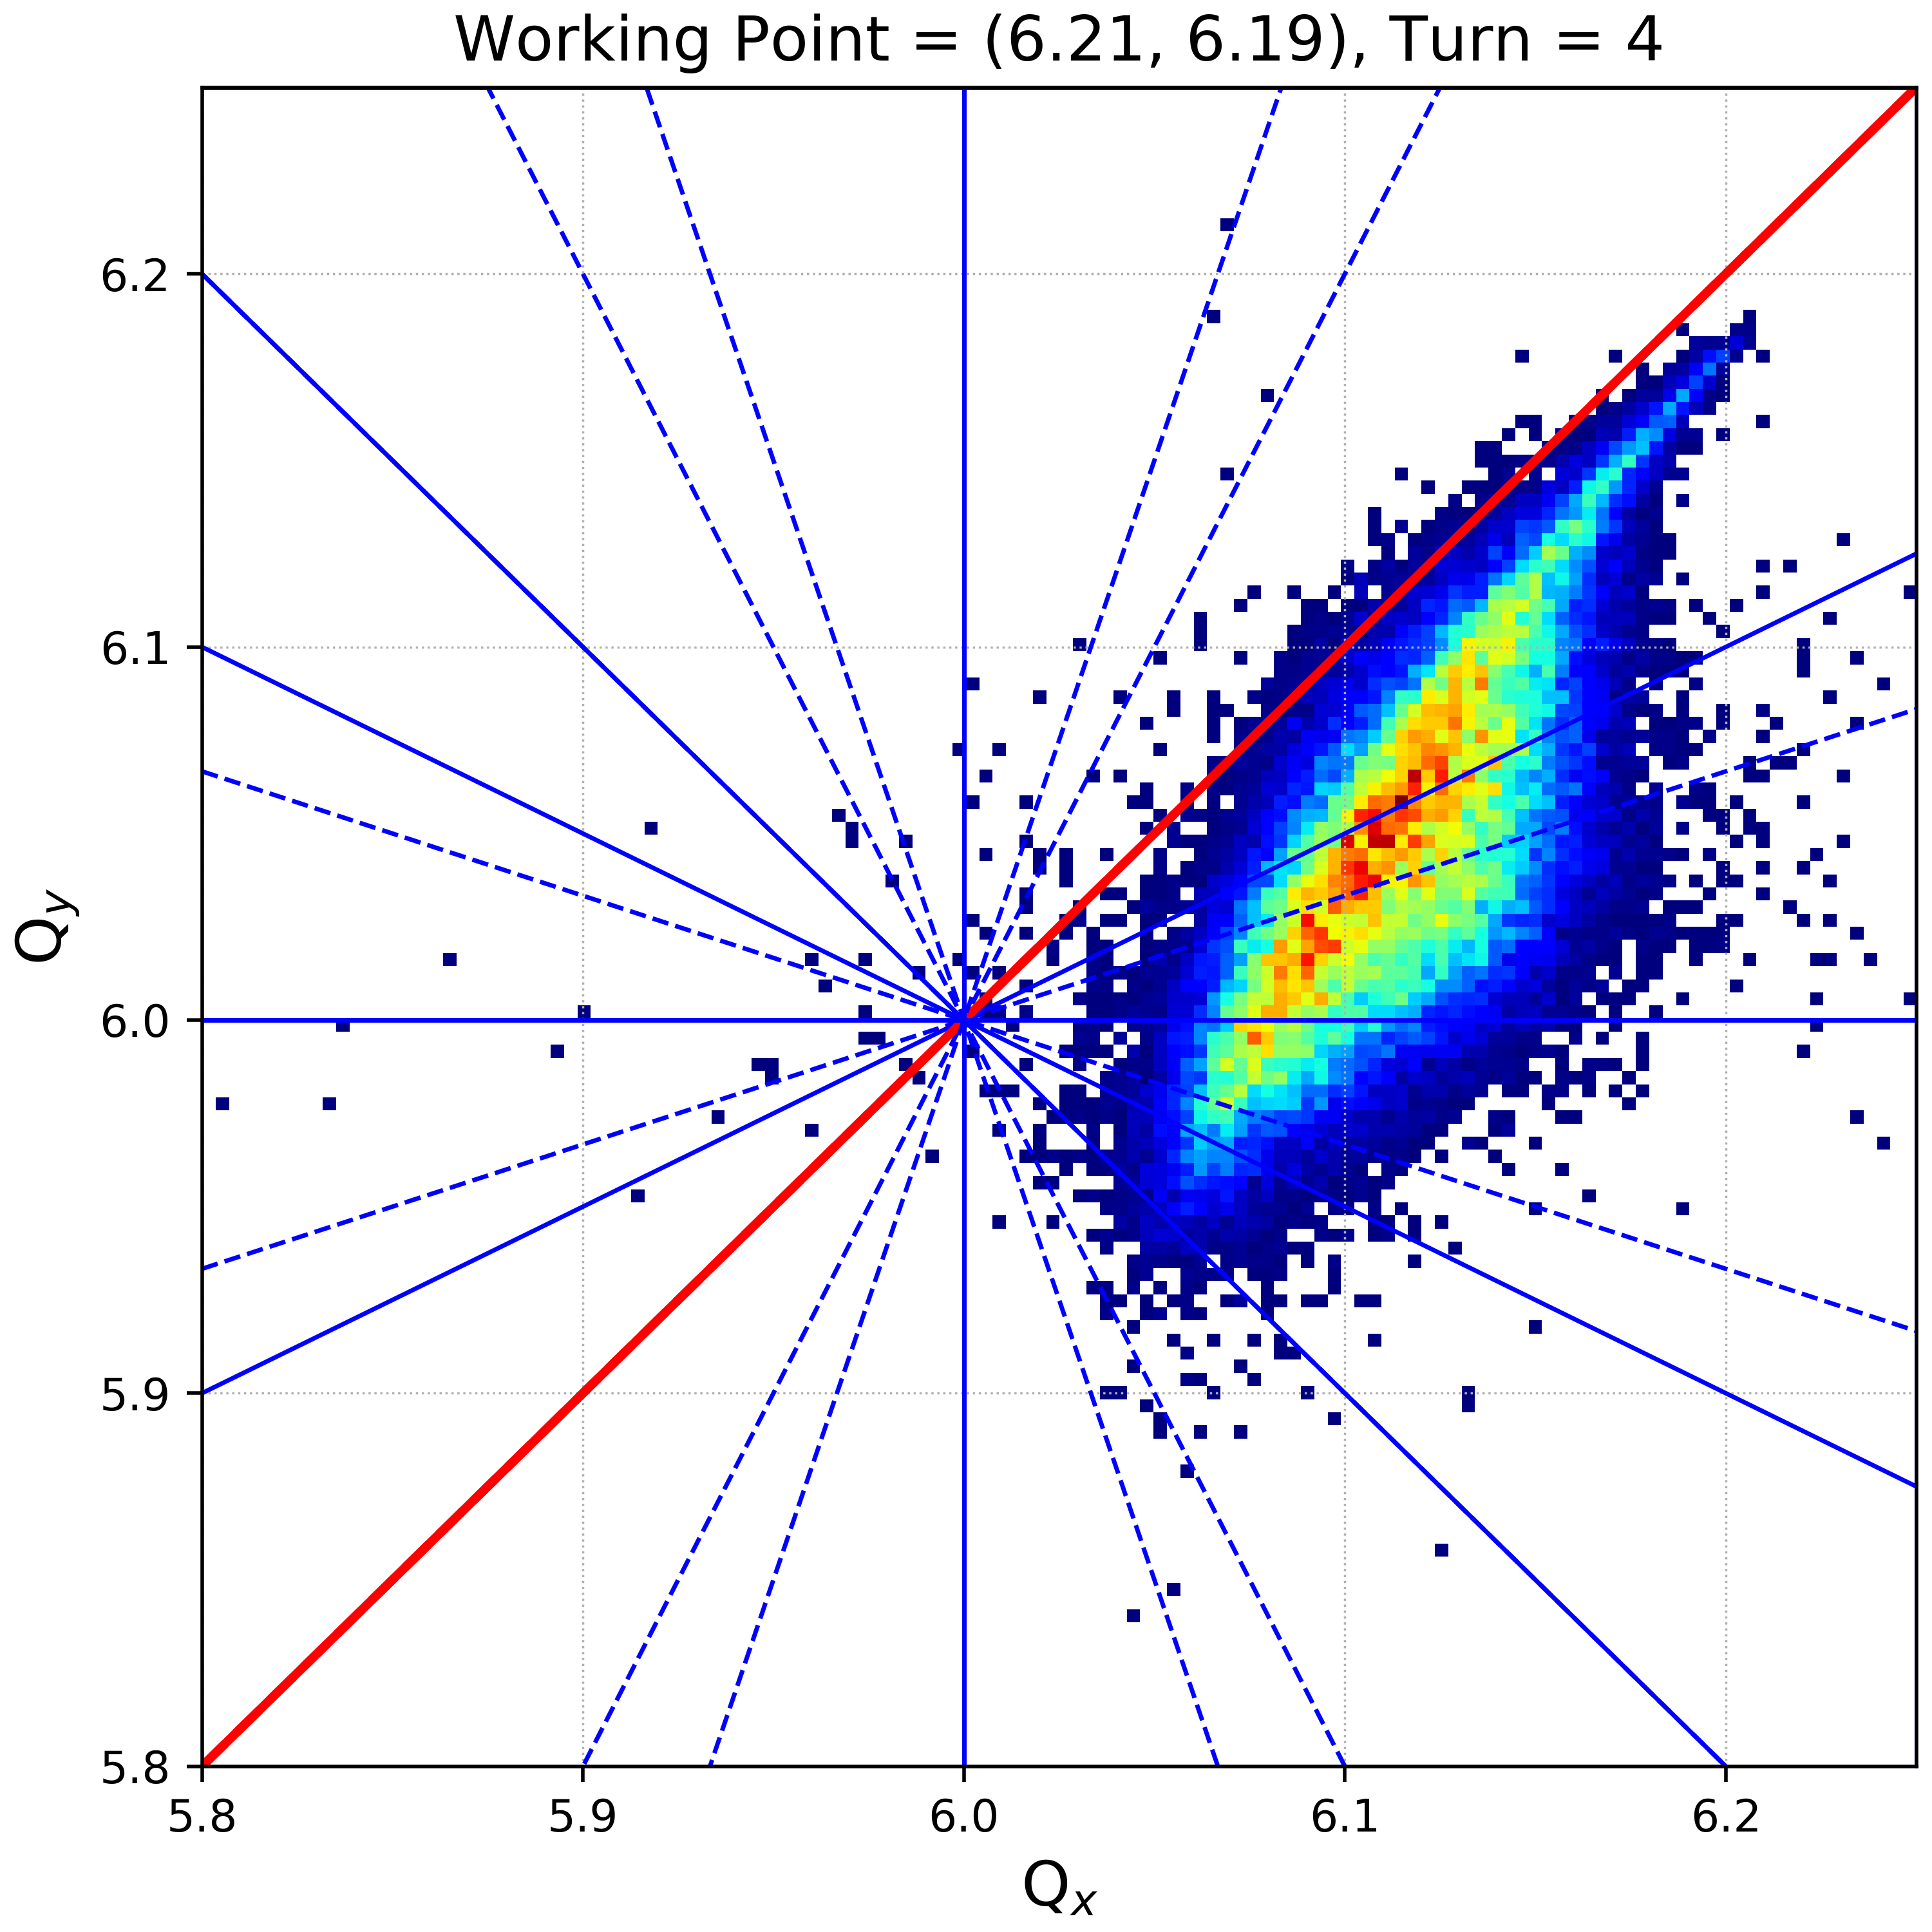 Working Point = (6.21, 6.19), Turn = 4
6.2
6.1
6.0
5.9
5.8
Qy
5.8 5.9 6.0 6.1 6.2
Qx